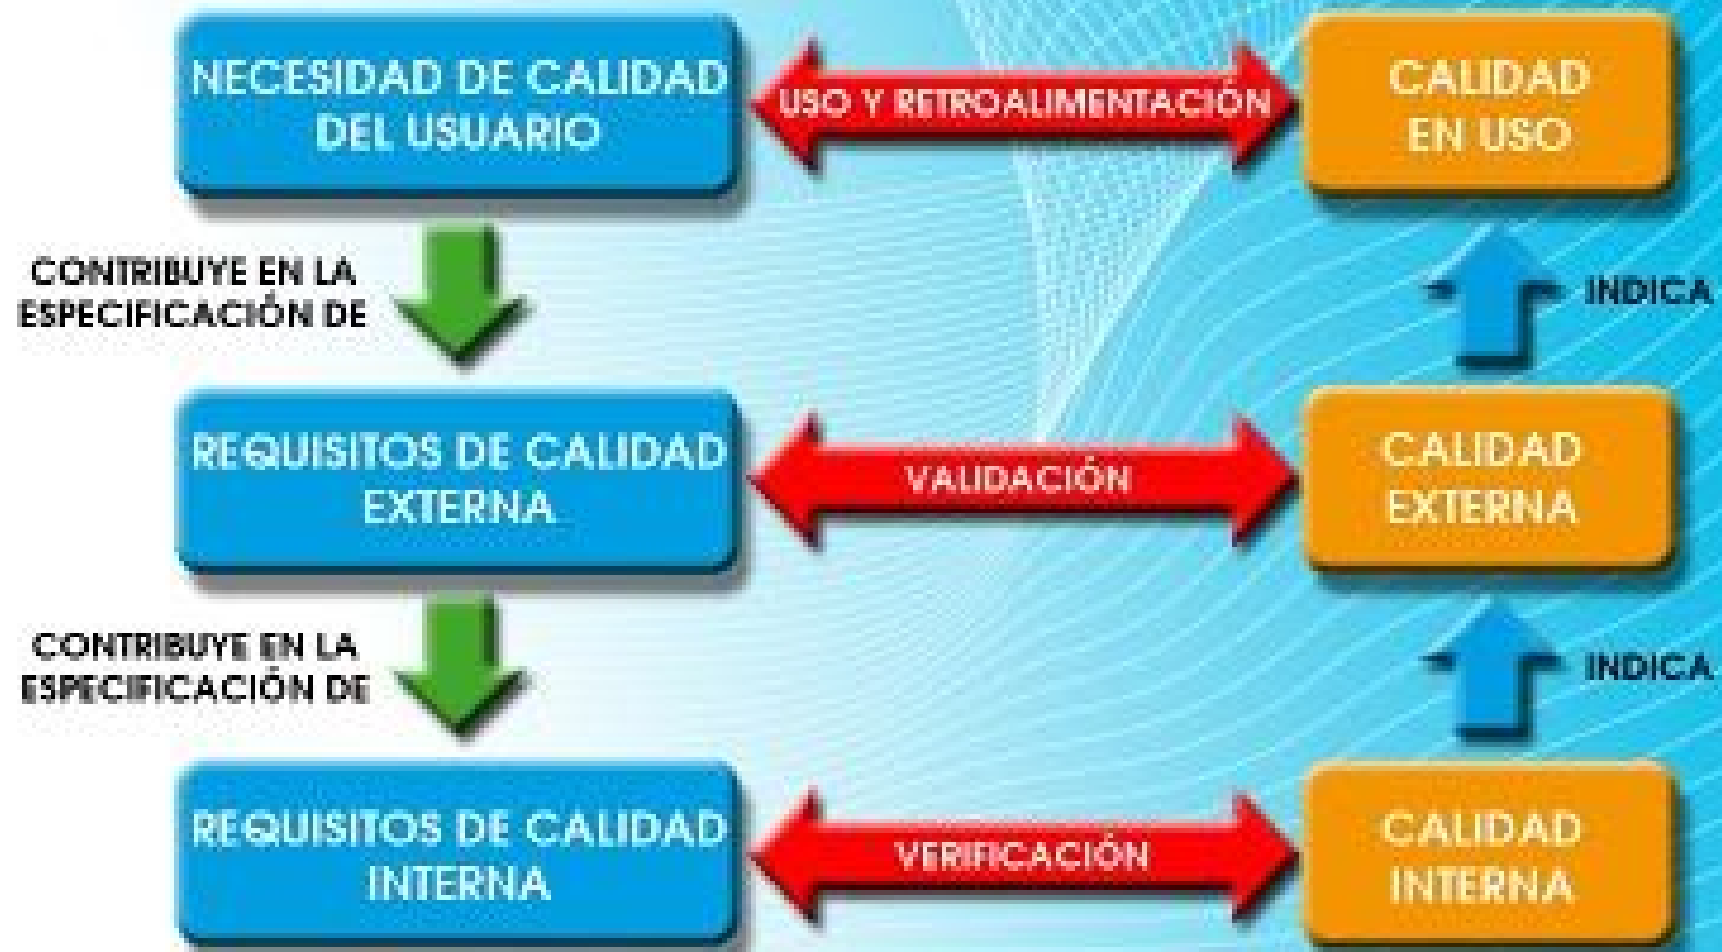 NECESIDAD DE CALIDAD
DEL USUARIO
USO Y RETROALIMENTACIÓN
CALIDAD
EN USO
CONTRIBUYE EN LA
ESPECIFICACIÓN DE
INDICA
REQUISITOS DE CALIDAD
EXTERNA
VALIDACIÓN
CALIDAD
EXTERNA
CONTRIBUYE EN LA
ESPECIFICACIÓN DE
INDICA
REQUISITOS DE CALIDAD
INTERNA
VERIFICACIÓN
CALIDAD
INTERNA